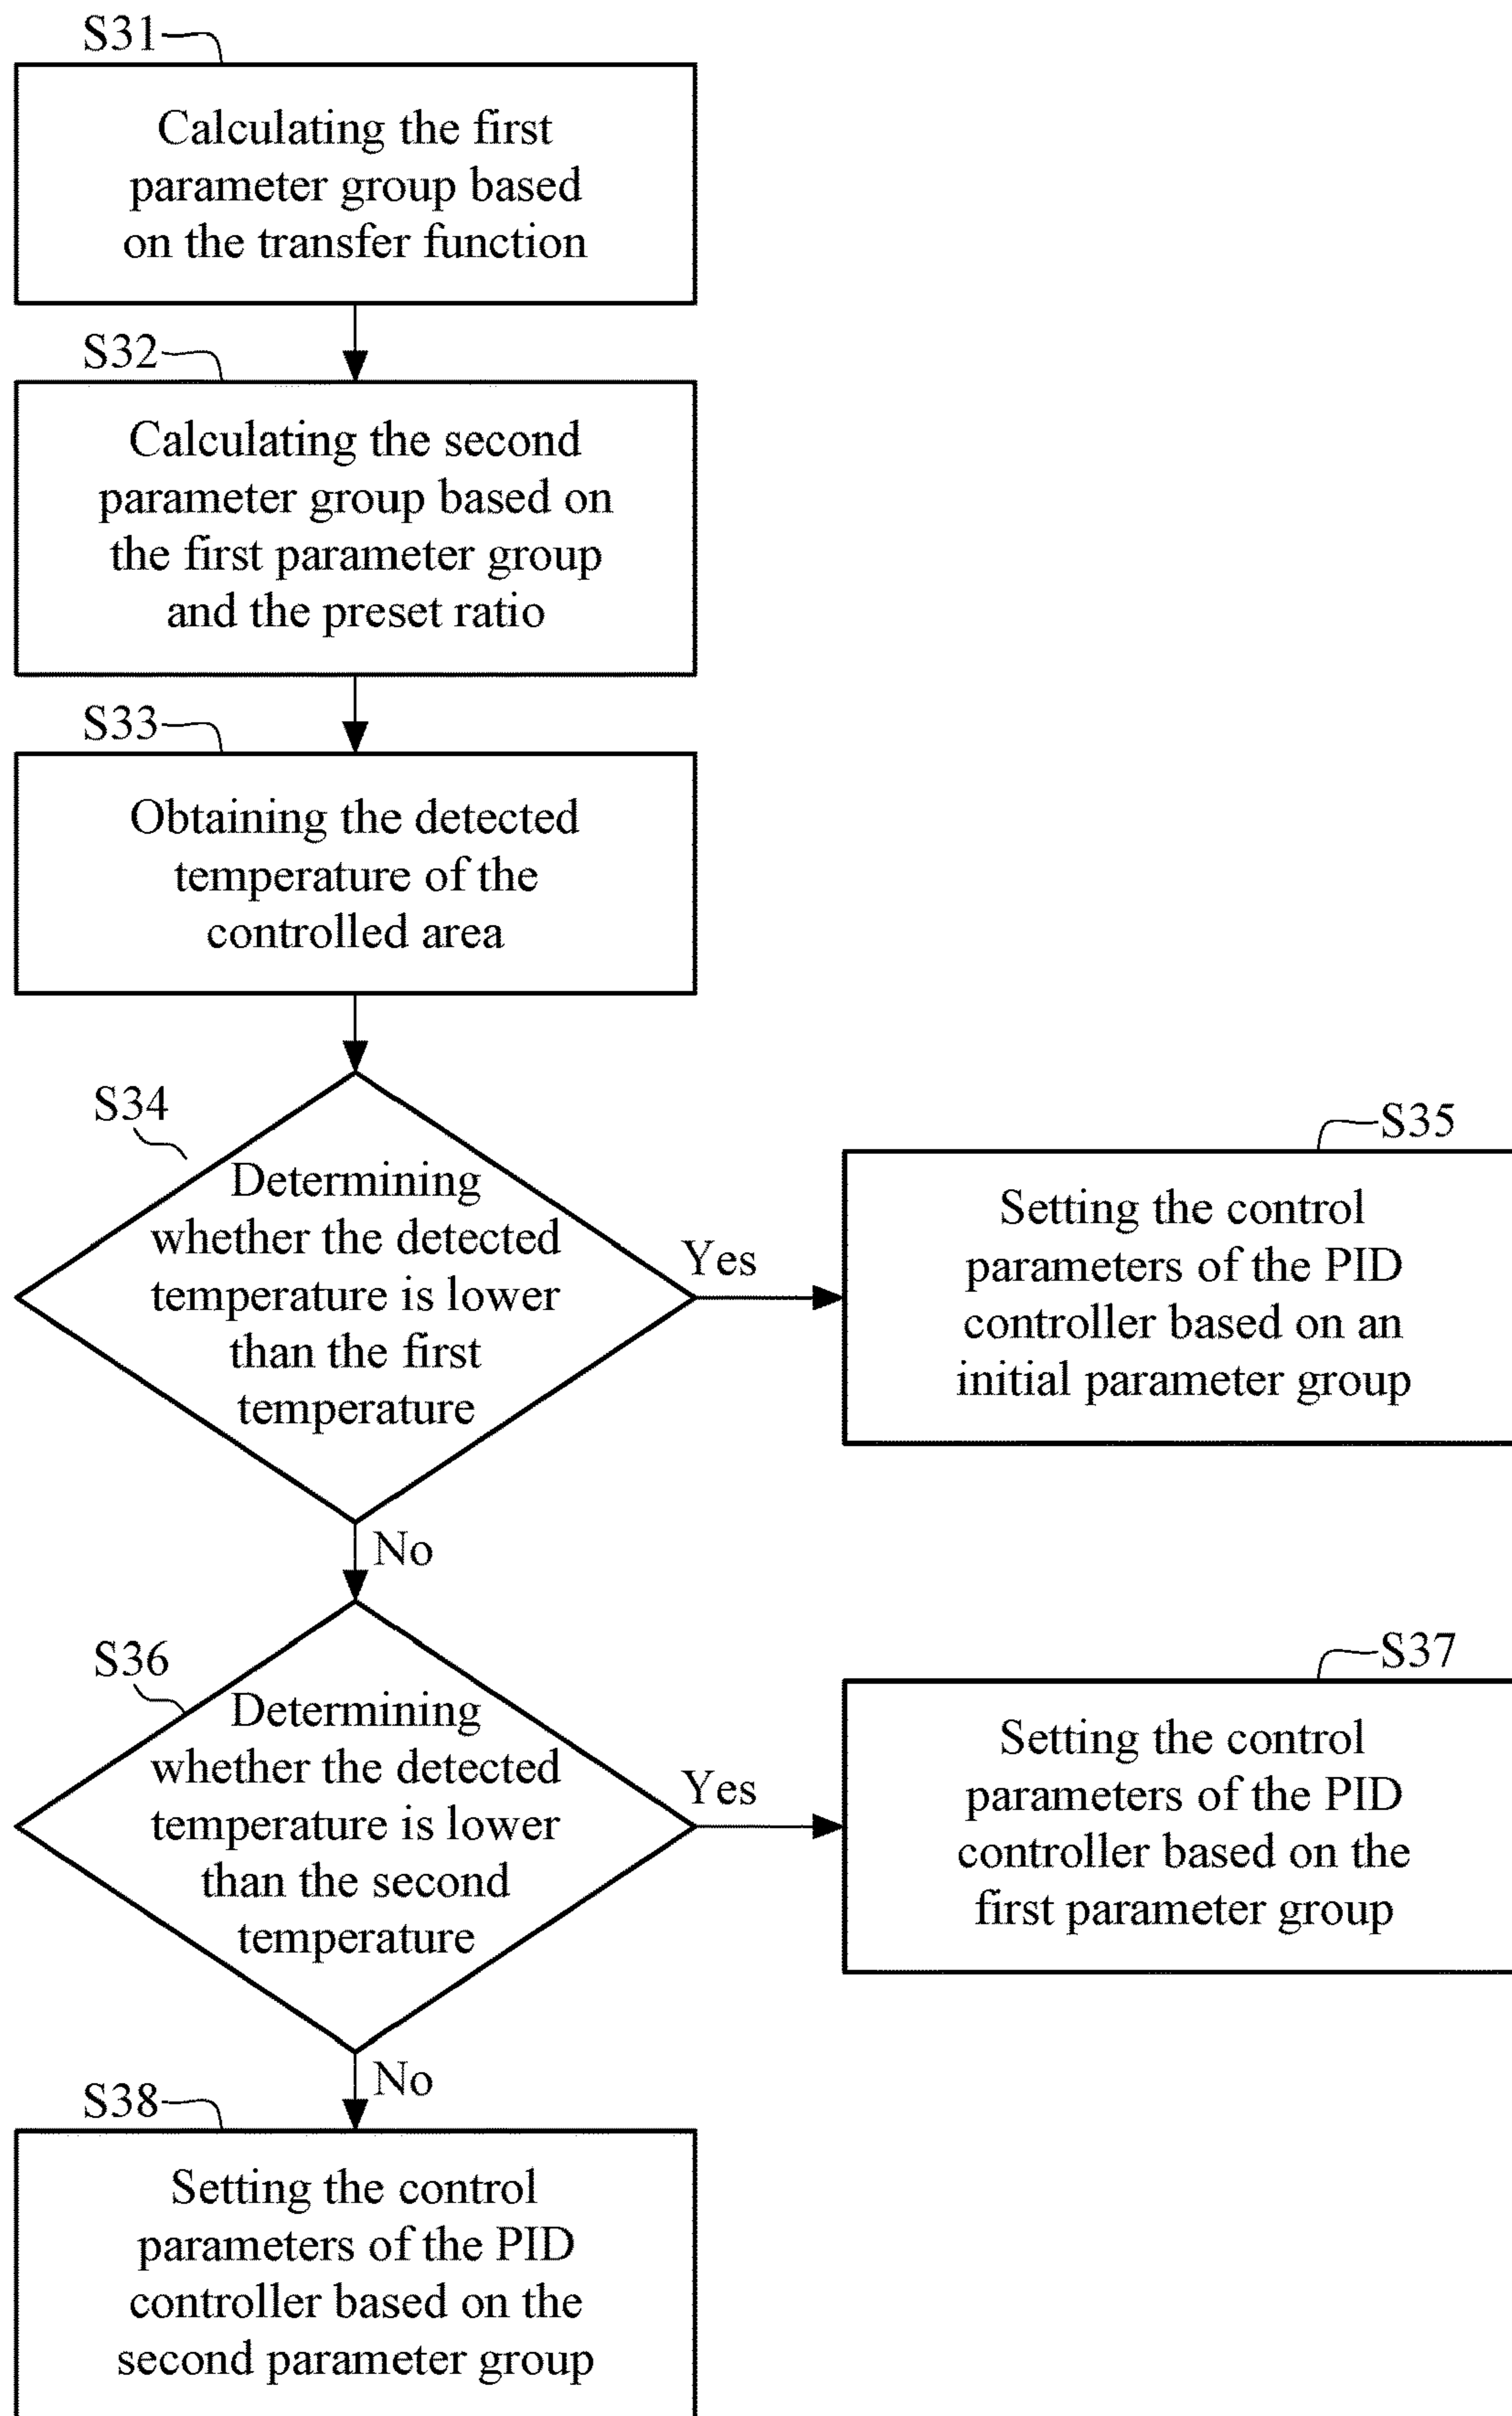 S31
Calculating the first
parameter group based
on the transfer function
S32
Calculating the second
parameter group based on
the first parameter group
and the preset ratio
S33
Obtaining the detected
temperature of the
controlled area
S34
Determining
whether the detected
temperature is lower
than the first
temperature
Yes
S35
Setting the control
parameters of the PID
controller based on an
initial parameter group
No
S36
Determining
whether the detected
temperature is lower
than the second
temperature
Yes
S37
Setting the control
parameters of the PID
controller based on the
first parameter group
No
S38
Setting the control
parameters of the PID
controller based on the
second parameter group